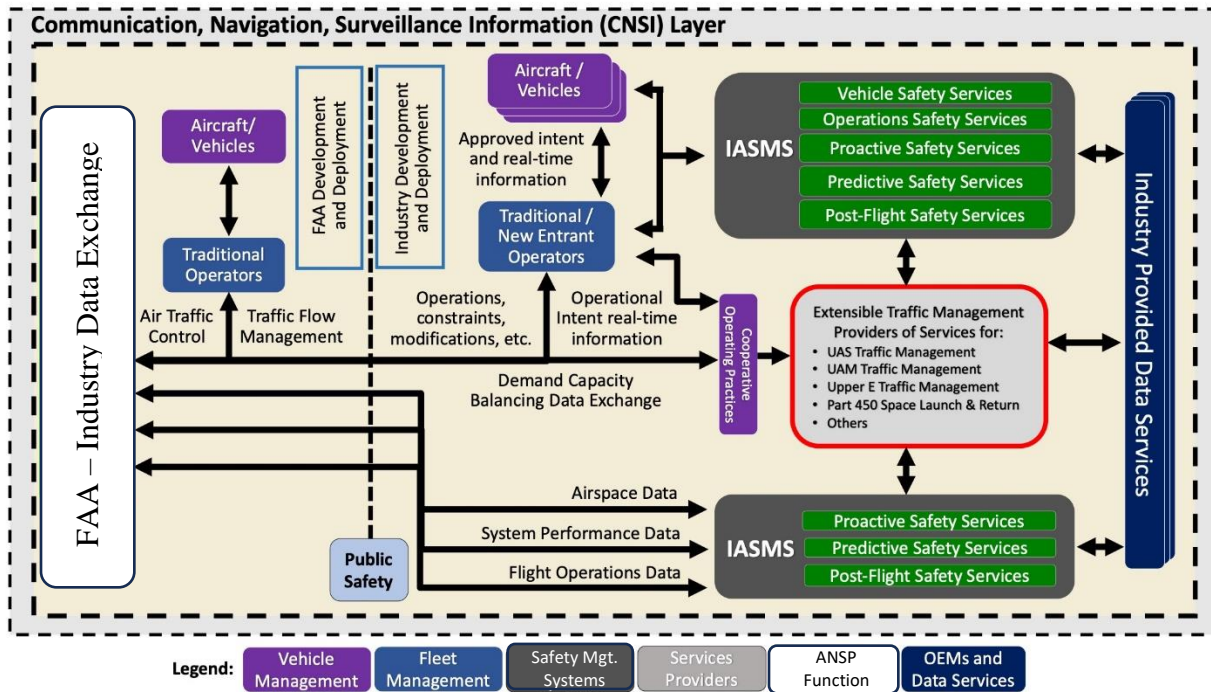 Communication, Navigation, Surveillance Information (CNSI) Layer
FAA – Industry Data Exchange
Aircraft/
Vehicles
Traditional
Operators
Air Traffic
Control
Traffic Flow
Management
FAA Development
and Deployment
Industry Development
and Deployment
Aircraft /
Vehicles
Approved intent
and real-time
information
Traditional /
New Entrant
Operators
Operations,
constraints,
modifications, etc.
Operational
Intent real-time
information
Demand Capacity
Balancing Data Exchange
Cooperative
Operating Practices
IASMS
Vehicle Safety Services
Operations Safety Services
Proactive Safety Services
Predictive Safety Services
Post-Flight Safety Services
Extensible Traffic Management
Providers of Services for:
• UAS Traffic Management
• UAM Traffic Management
• Upper E Traffic Management
• Part 450 Space Launch & Return
• Others
Industry Provided Data Services
Public
Safety
Airspace Data
System Performance Data
Flight Operations Data
IASMS
Proactive Safety Services
Predictive Safety Services
Post-Flight Safety Services
Legend:
Vehicle
Management
Fleet
Management
Safety Mgt.
Systems
Services
Providers
ANSP
Function
OEMs and
Data Services